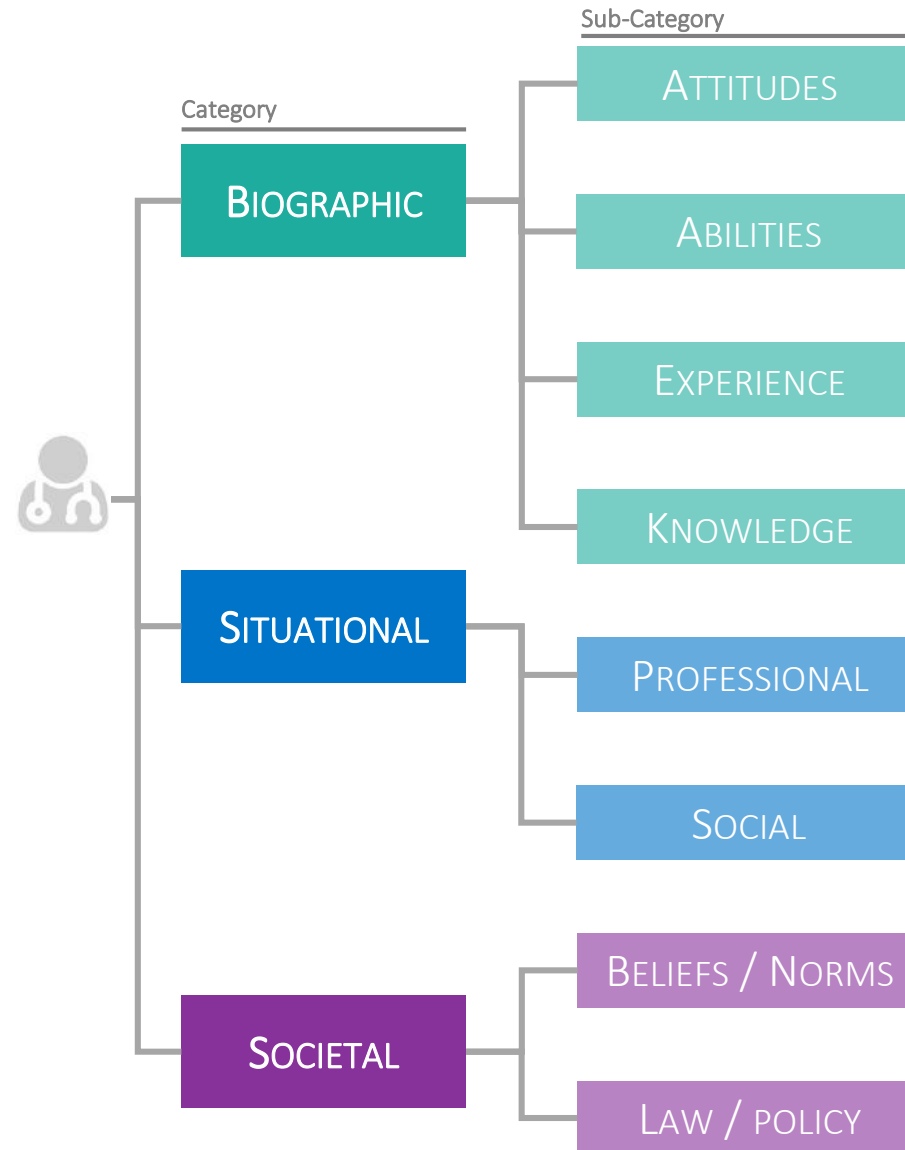 Sub-Category
Category
ATTITUDES
BIOGRAPHIC
ABILITIES
EXPERIENCE
KNOWLEDGE
SITUATIONAL
PROFESSIONAL
SOCIAL
BELIEFS / NORMS
SOCIETAL
LAW / POLICY